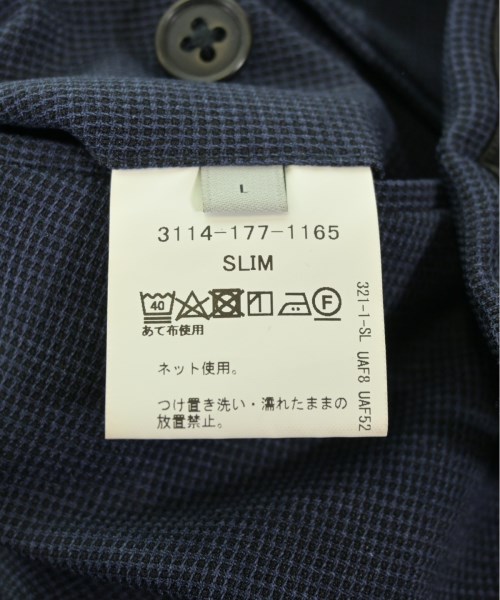 L
3114-177-1165
SLIM
40
F
あて布使用
ネット使用。
つけ置き洗い・濡れたままの
放置禁止。
321-1-SL UAF8 UAF52